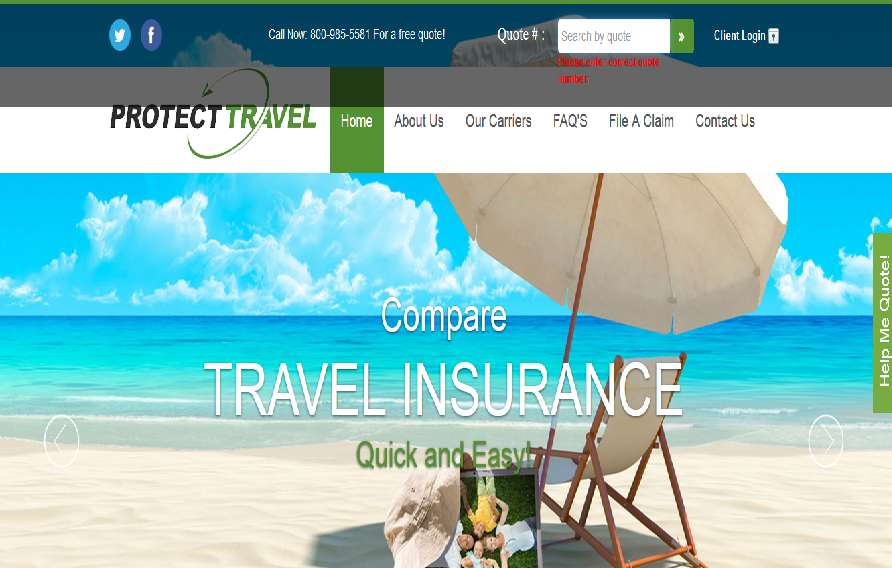 Call Now: 800-985-5581 For a free quote!
Quote # :
Search by quote
»
Client Login
Please enter correct quote
number.
PROTECT TRAVEL
Home
About Us
Our Carriers
FAQ'S
File A Claim
Contact Us
Help Me Quote!
Compare
TRAVEL INSURANCE
Quick and Easy!